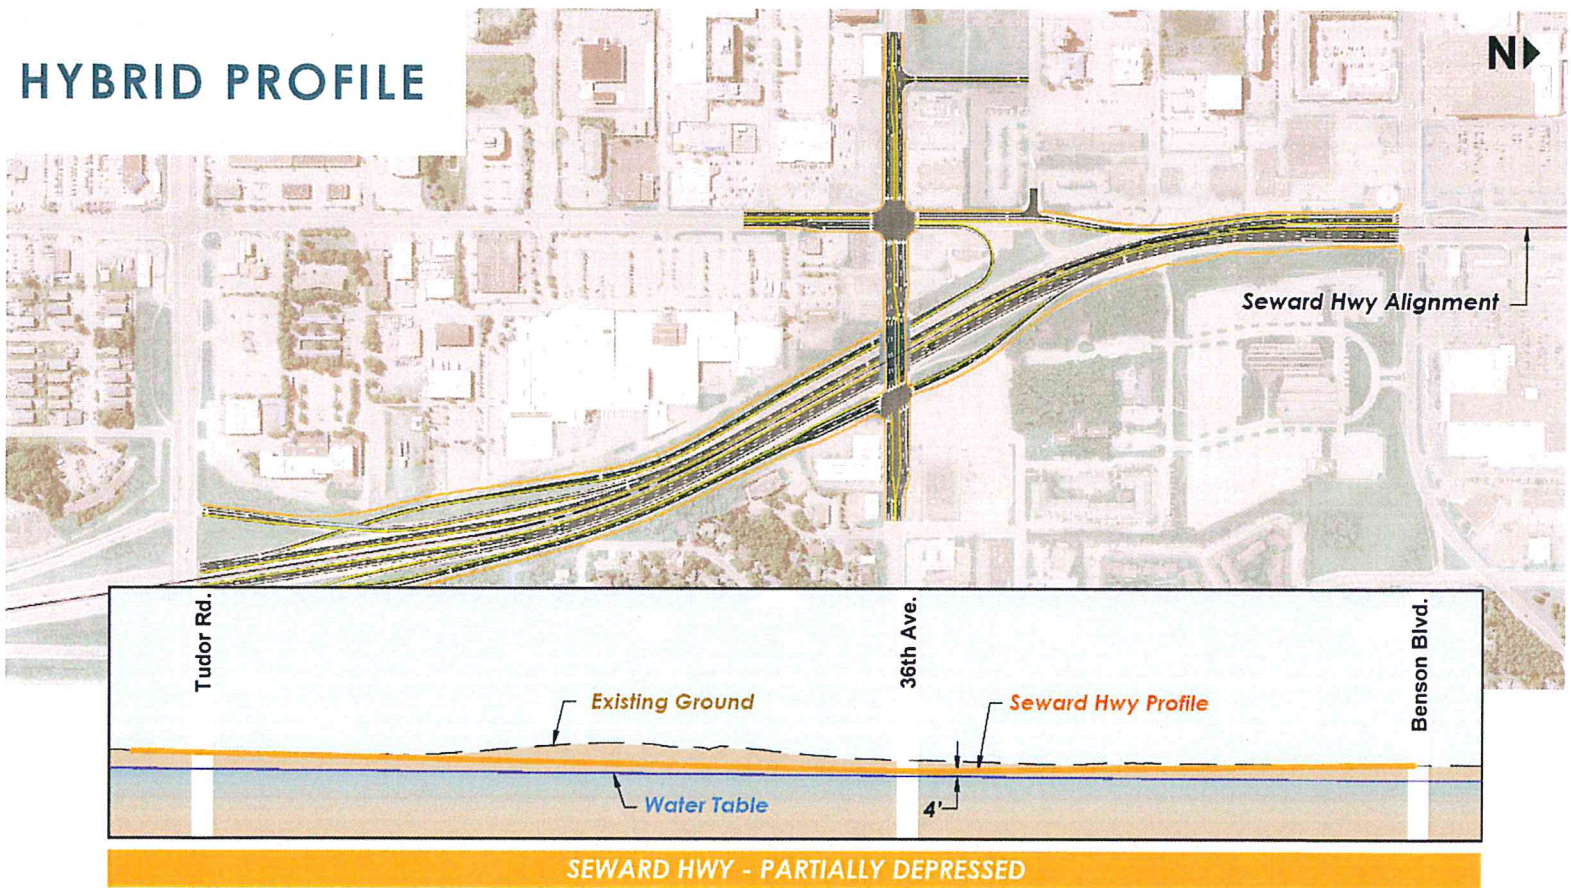 HYBRID PROFILE
N
Seward Hwy Alignment
Tudor Rd.
36th Ave.
Benson Blvd.
Existing Ground
Seward Hwy Profile
Water Table
4'
SEWARD HWY - PARTIALLY DEPRESSED